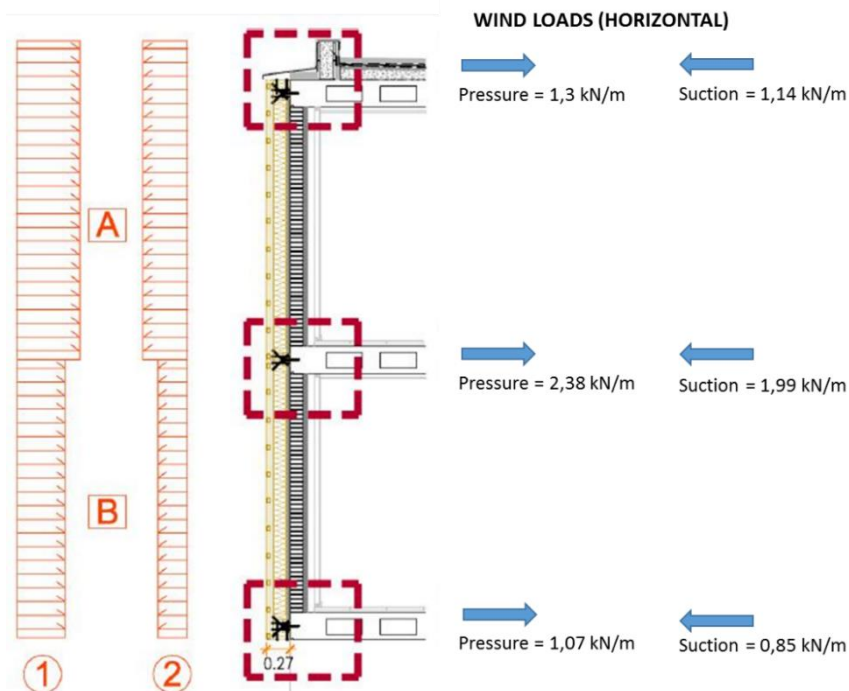 WIND LOADS (HORIZONTAL)
Pressure = 1,3 kN/m
Suction = 1,14 kN/m
A
Pressure = 2,38 kN/m
Suction = 1,99 kN/m
B
Pressure = 1,07 kN/m
Suction = 0,85 kN/m
0.27
1
2